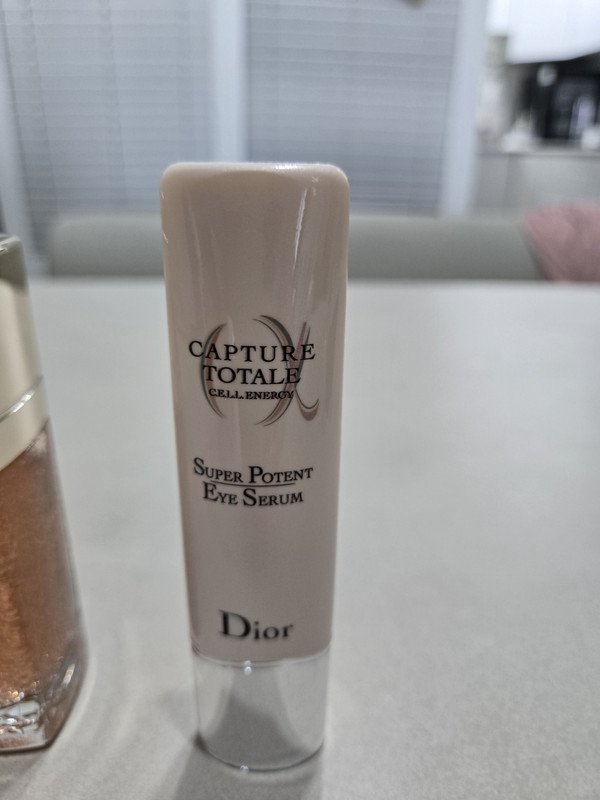 CAPTURE
TOTALE
C.E.L.L. ENERGY
SUPER POTENT
EYE SERUM
Dior